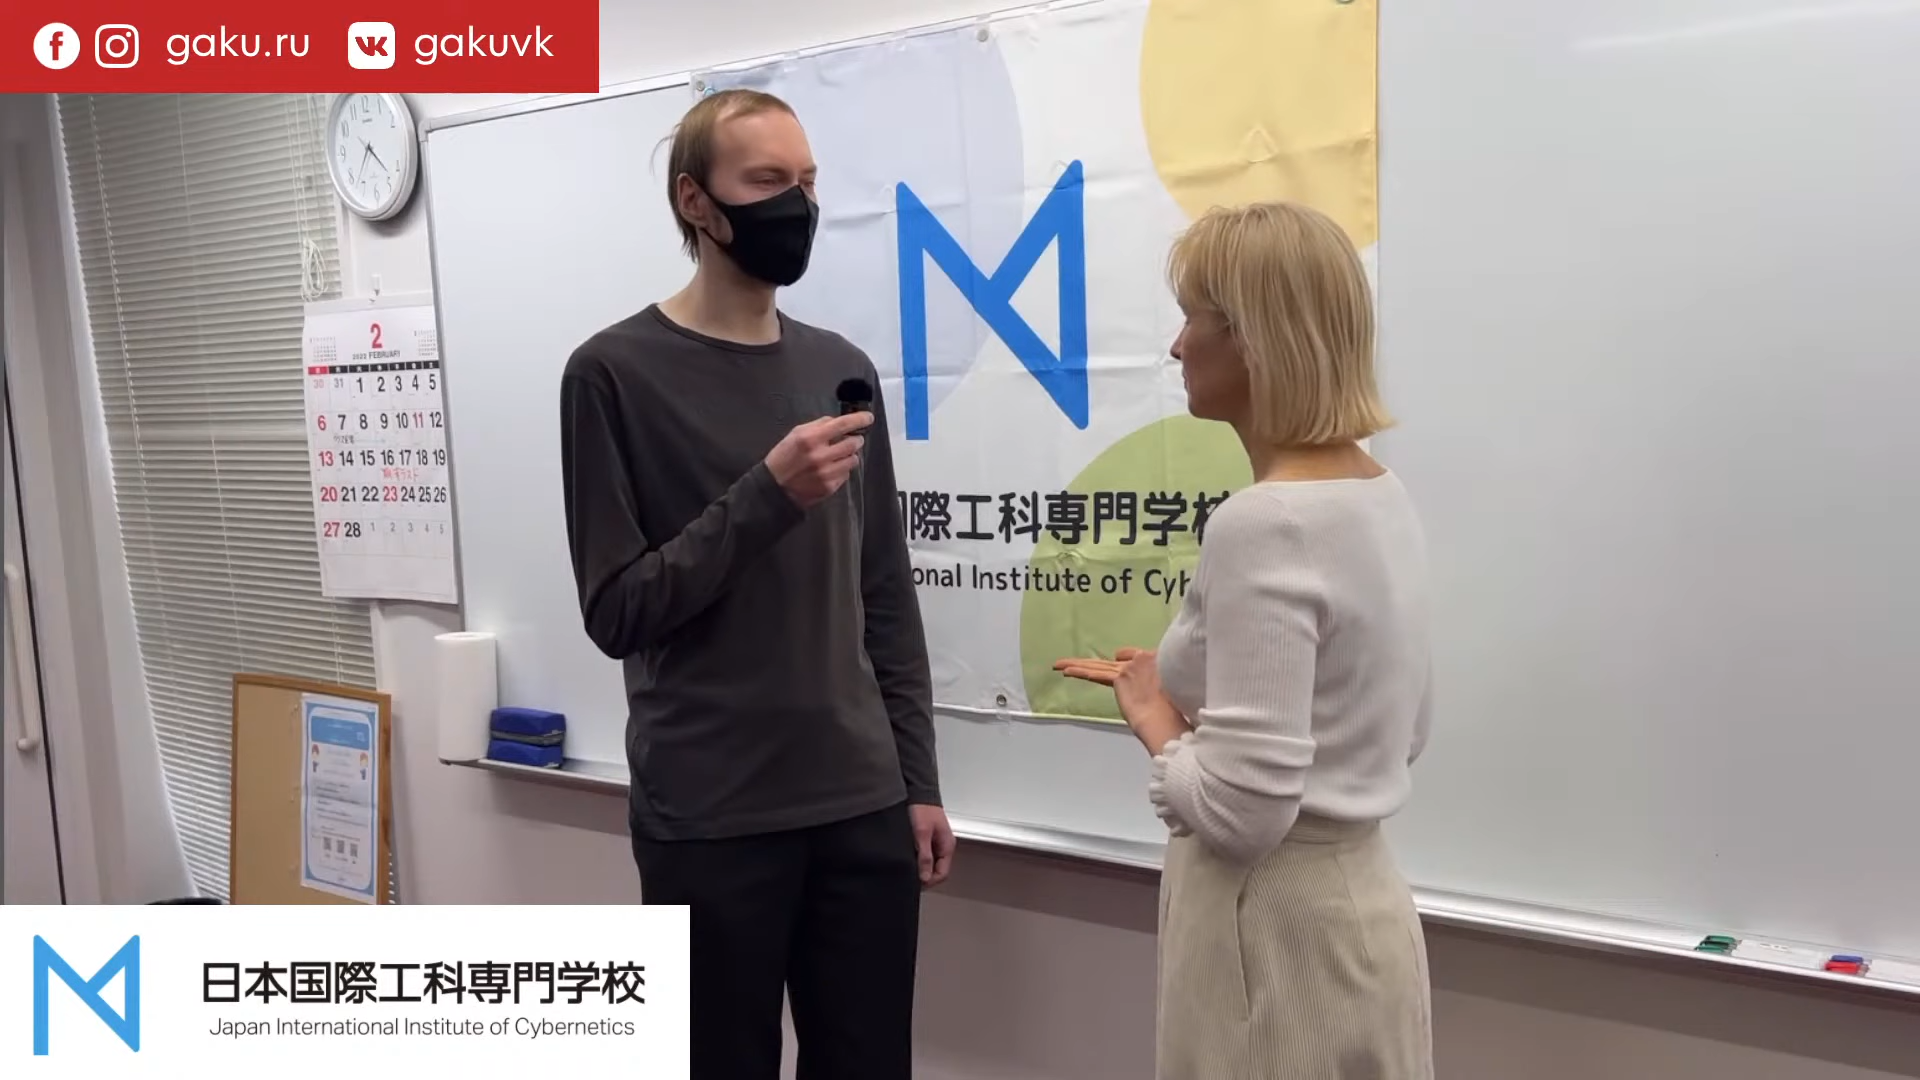 gaku.ru
gakuvk
2
2022 FEBRUARY
30 31 1 2 3 4 5
6 7 8 9 10 11 12
13 14 15 16 17 18 19
20 21 22 23 24 25 26
27 28 1 2 3 4 5
国際工科専門学校
onal Institute of Cyb
日本国際工科専門学校
Japan International Institute of Cybernetics